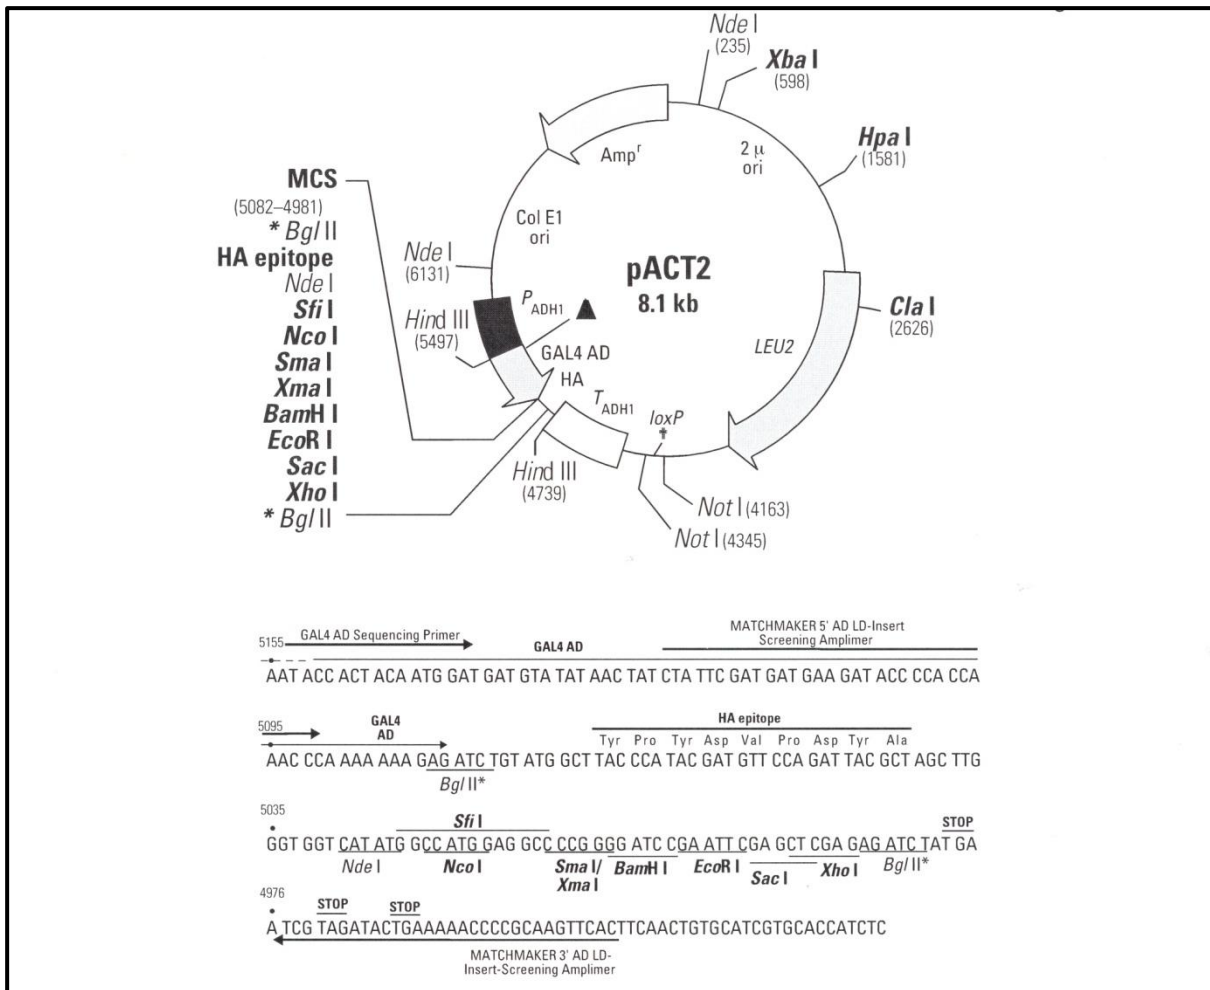 Nde I
(235)
Xba I
(598)
Hpa I
(1581)
Amp^r
2 μ
ori
MCS
(5082–4981)
* Bgl II
HA epitope
Nde I
Sfi I
Nco I
Sma I
Xma I
BamH I
EcoR I
Sac I
Xho I
* Bgl II
Col E1
ori
Nde I
(6131)
pACT2
8.1 kb
P_ADH1 ▲
Hind III
(5497)
GAL4 AD
HA
T_ADH1
loxP
†
LEU2
Cla I
(2626)
Hind III
(4739)
Not I (4163)
Not I (4345)
5155 GAL4 AD Sequencing Primer
GAL4 AD
MATCHMAKER 5' AD LD-Insert
Screening Amplimer
AAT ACC ACT ACA ATG GAT GAT GTA TAT AAC TAT CTA TTC GAT GAT GAA GAT ACC CCA CCA
5095
GAL4
AD
HA epitope
Tyr Pro Tyr Asp Val Pro Asp Tyr Ala
AAC CCA AAA AAA GAG ATC TGT ATG GCT TAC CCA TAC GAT GTT CCA GAT TAC GCT AGC TTG
Bgl II*
5035
Sfi I
STOP
GGT GGT CAT ATG GCC ATG GAG GCC CCG GGG ATC CGA ATT CGA GCT CGA GAG ATC TAT GA
Nde I Nco I Sma I/ BamH I EcoR I Sac I Xho I Bgl II*
Xma I
4976
STOP STOP
A TCG TAGATACTGAAAAACCCCGCAAGTTCACTTCAACTGTGCATCGTGCACCATCTC
MATCHMAKER 3' AD LD-
Insert-Screening Amplimer